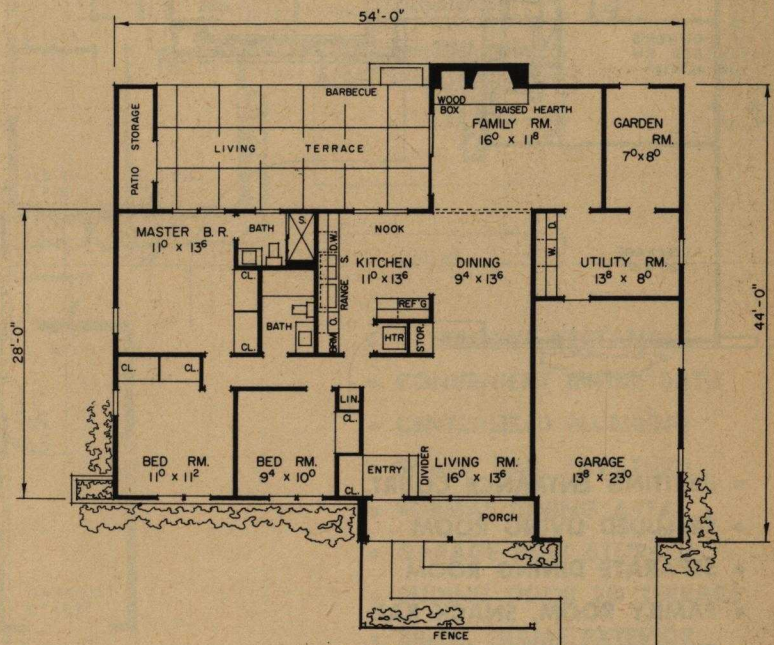 54'-0"
BARBECUE
WOOD
BOX
RAISED HEARTH
FAMILY RM.
16⁰ x 11⁸
GARDEN
RM.
7⁰x8⁰
PATIO STORAGE
LIVING TERRACE
MASTER B. R.
11⁰ x 13⁶
BATH
S.
NOOK
KITCHEN
11⁰ x 13⁶
D.W.
S.
RANGE
O.
BRM
REF'G
DINING
9⁴ x 13⁶
W. D.
UTILITY RM.
13⁸ x 8⁰
CL.
CL.
BATH
HTR
STOR.
28'-0"
44'-0"
CL.
CL.
LIN.
CL.
BED RM.
11⁰ x 11²
BED RM.
9⁴ x 10⁰
CL.
ENTRY
DIVIDER
LIVING RM.
16⁰ x 13⁶
GARAGE
13⁸ x 23⁰
PORCH
FENCE